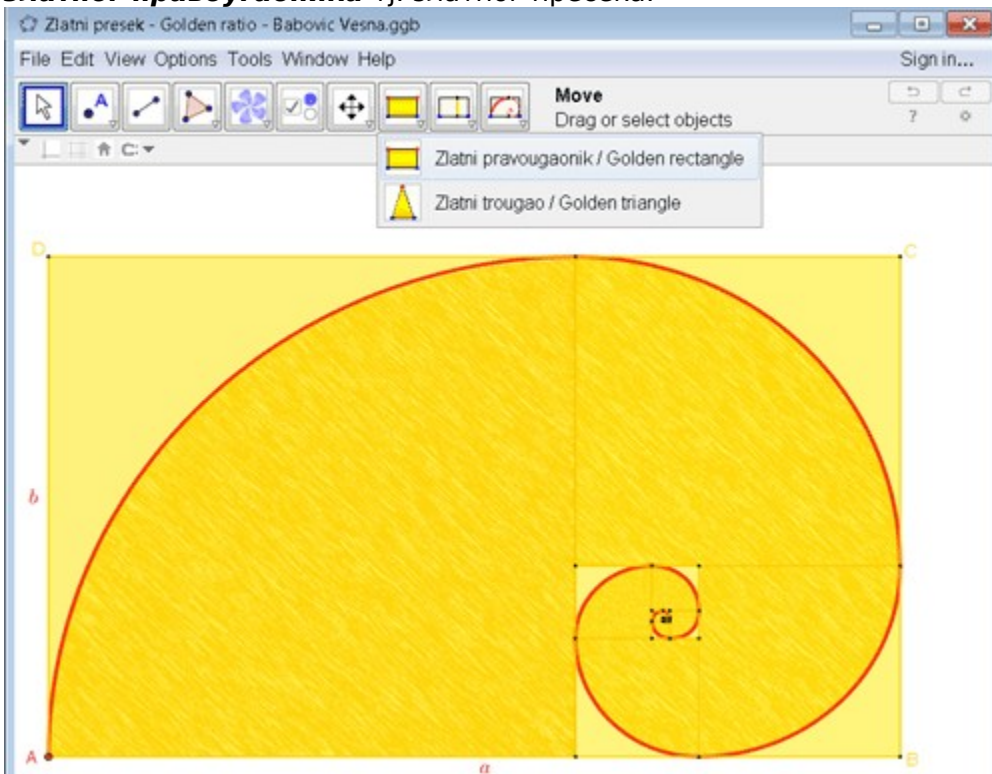 Zlatni presek - Golden ratio - Babovic Vesna.ggb
File Edit View Options Tools Window Help Sign in...
A
Move
Drag or select objects
?
C:
Zlatni pravougaonik / Golden rectangle
Zlatni trougao / Golden triangle
D C
b
A B
a